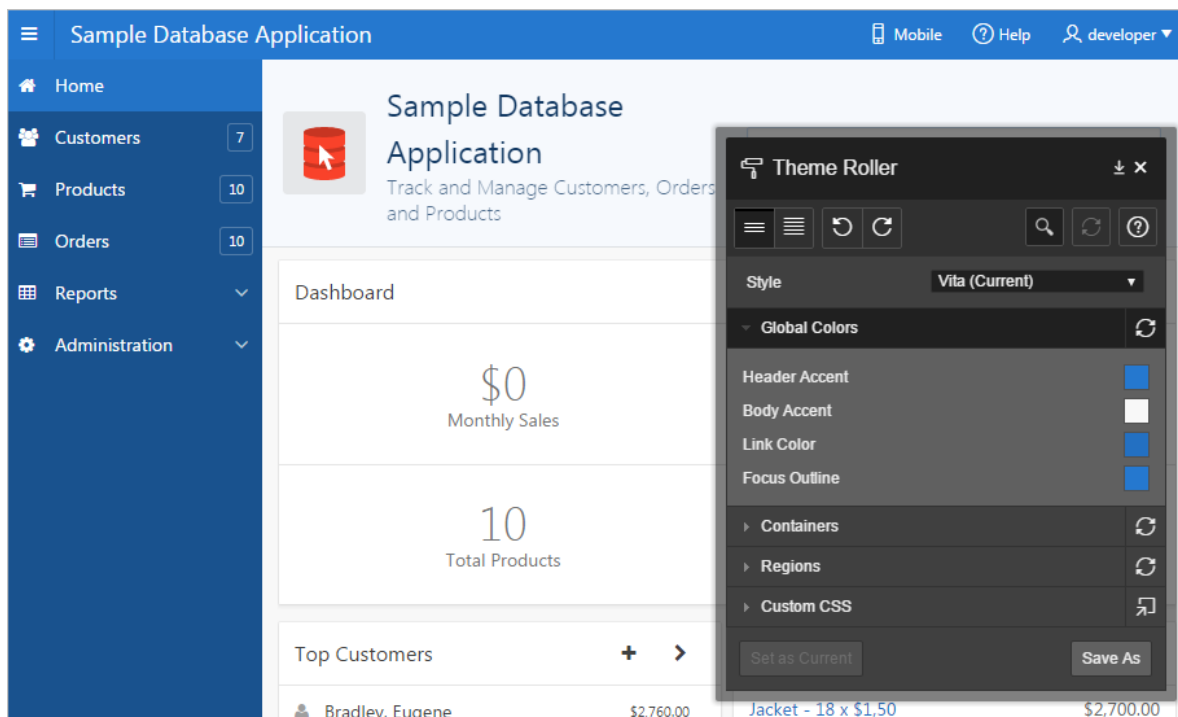 Sample Database Application
Mobile
Help
developer
Home
Customers 7
Products 10
Orders 10
Reports
Administration
Sample Database
Application
Track and Manage Customers, Orders
and Products
Dashboard
$0
Monthly Sales
10
Total Products
Top Customers
Bradley, Eugene $2,760.00
Theme Roller
Style Vita (Current)
Global Colors
Header Accent
Body Accent
Link Color
Focus Outline
Containers
Regions
Custom CSS
Set as Current Save As
Jacket - 18 x $1,50 $2,700.00